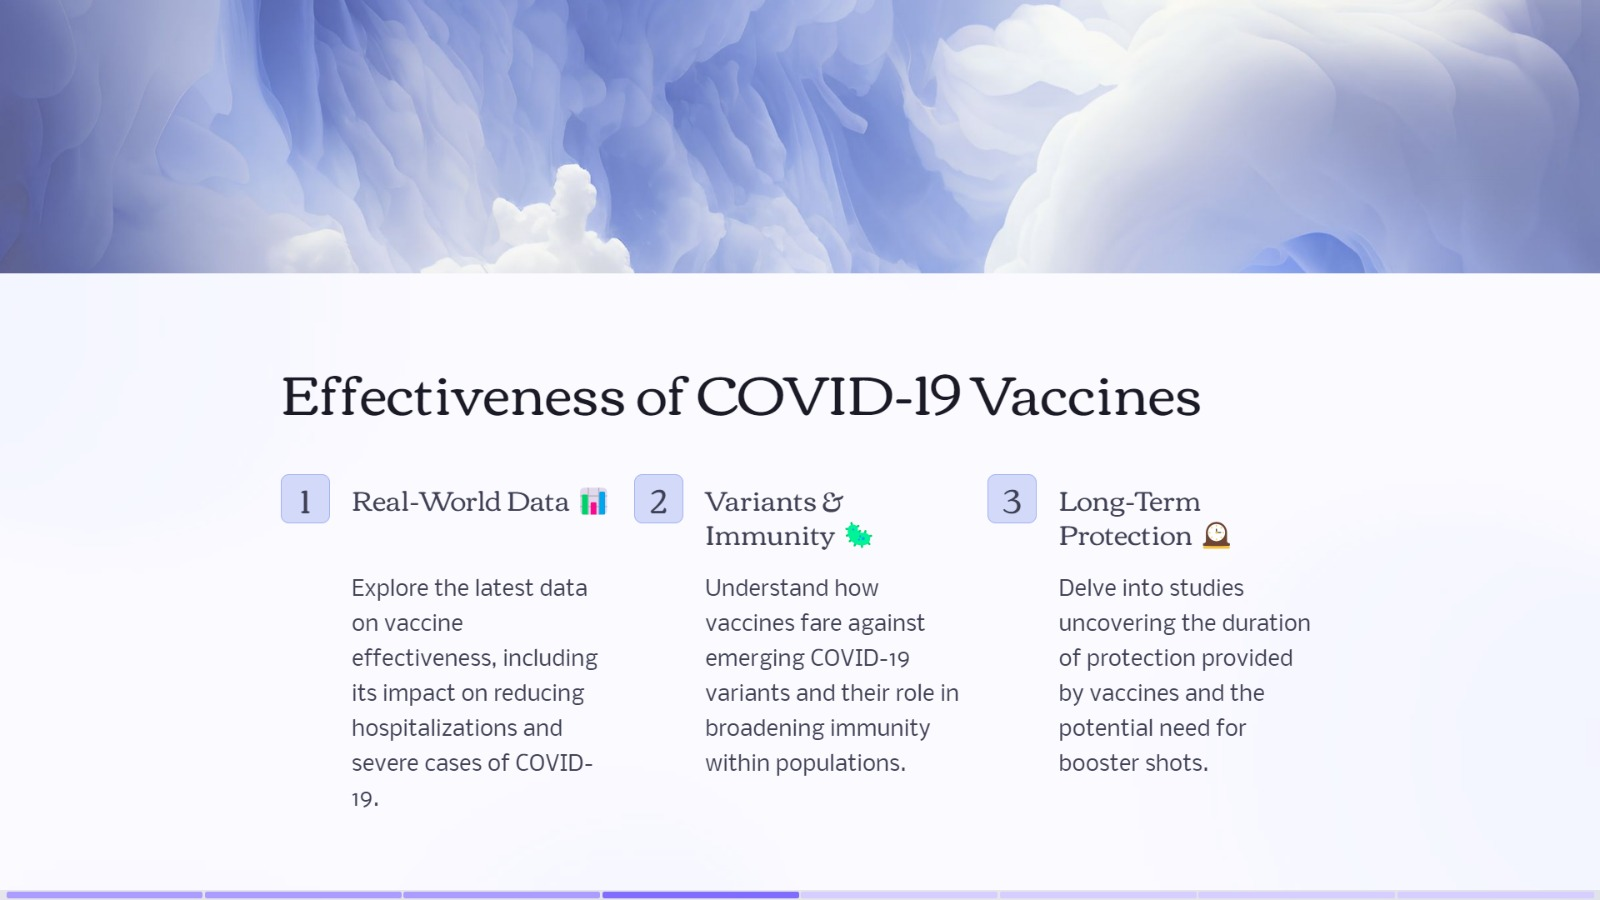 Effectiveness of COVID-19 Vaccines
1
Real-World Data 📊
Explore the latest data
on vaccine
effectiveness, including
its impact on reducing
hospitalizations and
severe cases of COVID-
19.
2
Variants &
Immunity 🦠
Understand how
vaccines fare against
emerging COVID-19
variants and their role in
broadening immunity
within populations.
3
Long-Term
Protection 🕰️
Delve into studies
uncovering the duration
of protection provided
by vaccines and the
potential need for
booster shots.